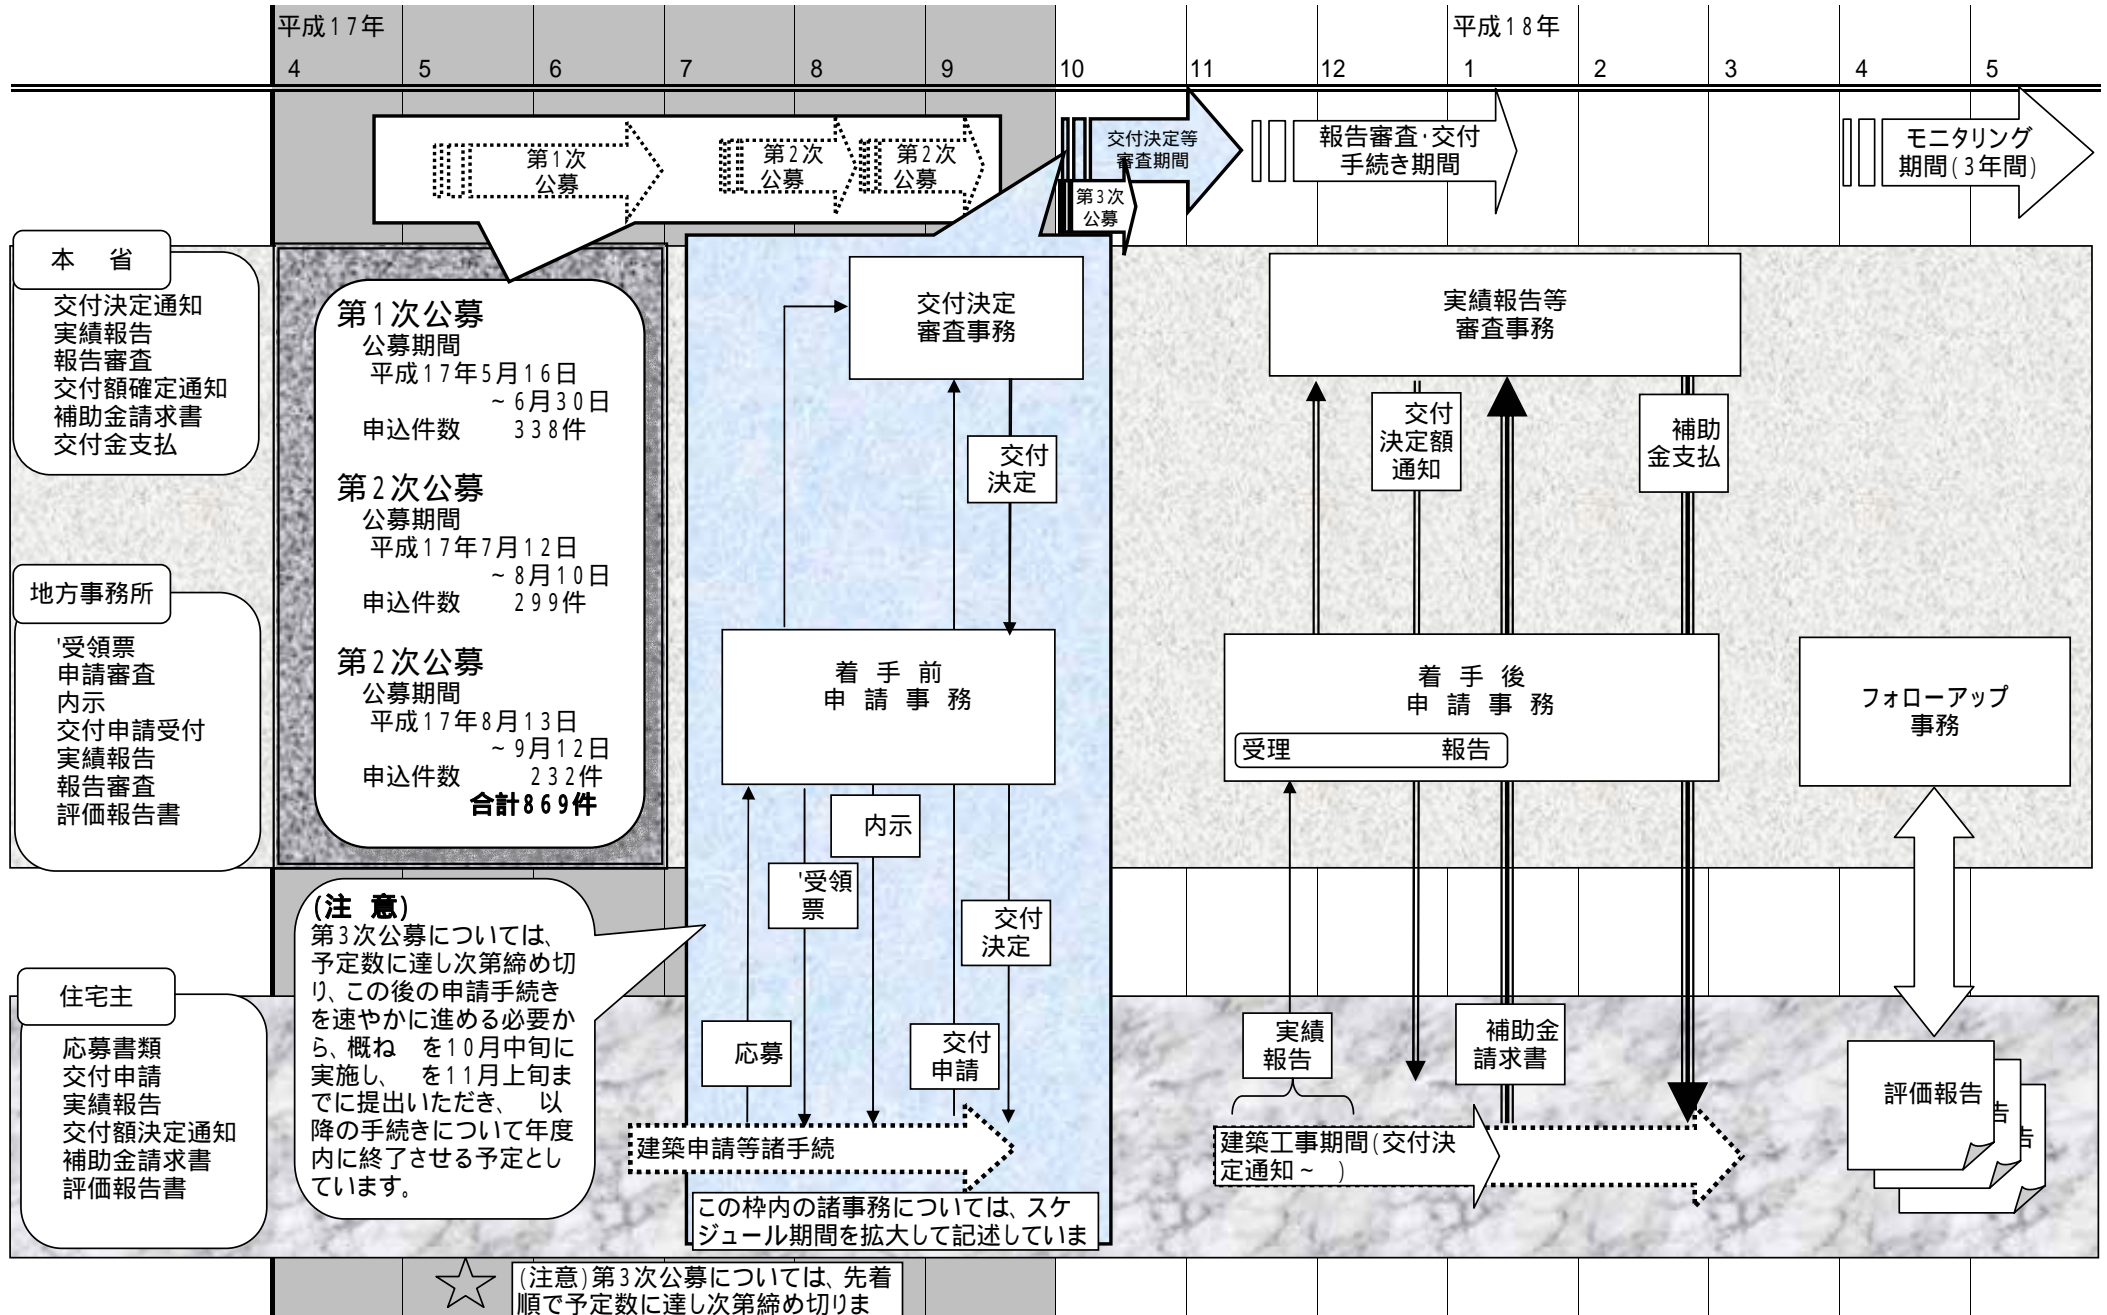 平成17年
平成18年
4 5 6 7 8 9 10 11 12 1 2 3 4 5
第1次
公募
第2次
公募
第2次
公募
交付決定等
審査期間
第3次
公募
報告審査・交付
手続き期間
モニタリング
期間(3年間)
本 省
交付決定通知
実績報告
報告審査
交付額確定通知
補助金請求書
交付金支払
第1次公募
公募期間
平成17年5月16日
~6月30日
申込件数 338件
第2次公募
公募期間
平成17年7月12日
~8月10日
申込件数 299件
第2次公募
公募期間
平成17年8月13日
~9月12日
申込件数 232件
合計869件
交付決定
審査事務
交付
決定
実績報告等
審査事務
交付
決定額
通知
補助
金支払
地方事務所
'受領票
申請審査
内示
交付申請受付
実績報告
報告審査
評価報告書
着 手 前
申 請 事 務
着 手 後
申 請 事 務
受理 報告
フォローアップ
事務
内示
'受領
票
交付
決定
応募
交付
申請
(注 意)
第3次公募については、
予定数に達し次第締め切
り、この後の申請手続き
を速やかに進める必要か
ら、概ね を10月中旬に
実施し、 を11月上旬ま
でに提出いただき、 以
降の手続きについて年度
内に終了させる予定とし
ています。
住宅主
応募書類
交付申請
実績報告
交付額決定通知
補助金請求書
評価報告書
建築申請等諸手続
実績
報告
補助金
請求書
建築工事期間(交付決
定通知~ )
評価報告
告
告
この枠内の諸事務については、スケ
ジュール期間を拡大して記述していま
☆
(注意)第3次公募については、先着
順で予定数に達し次第締め切りま